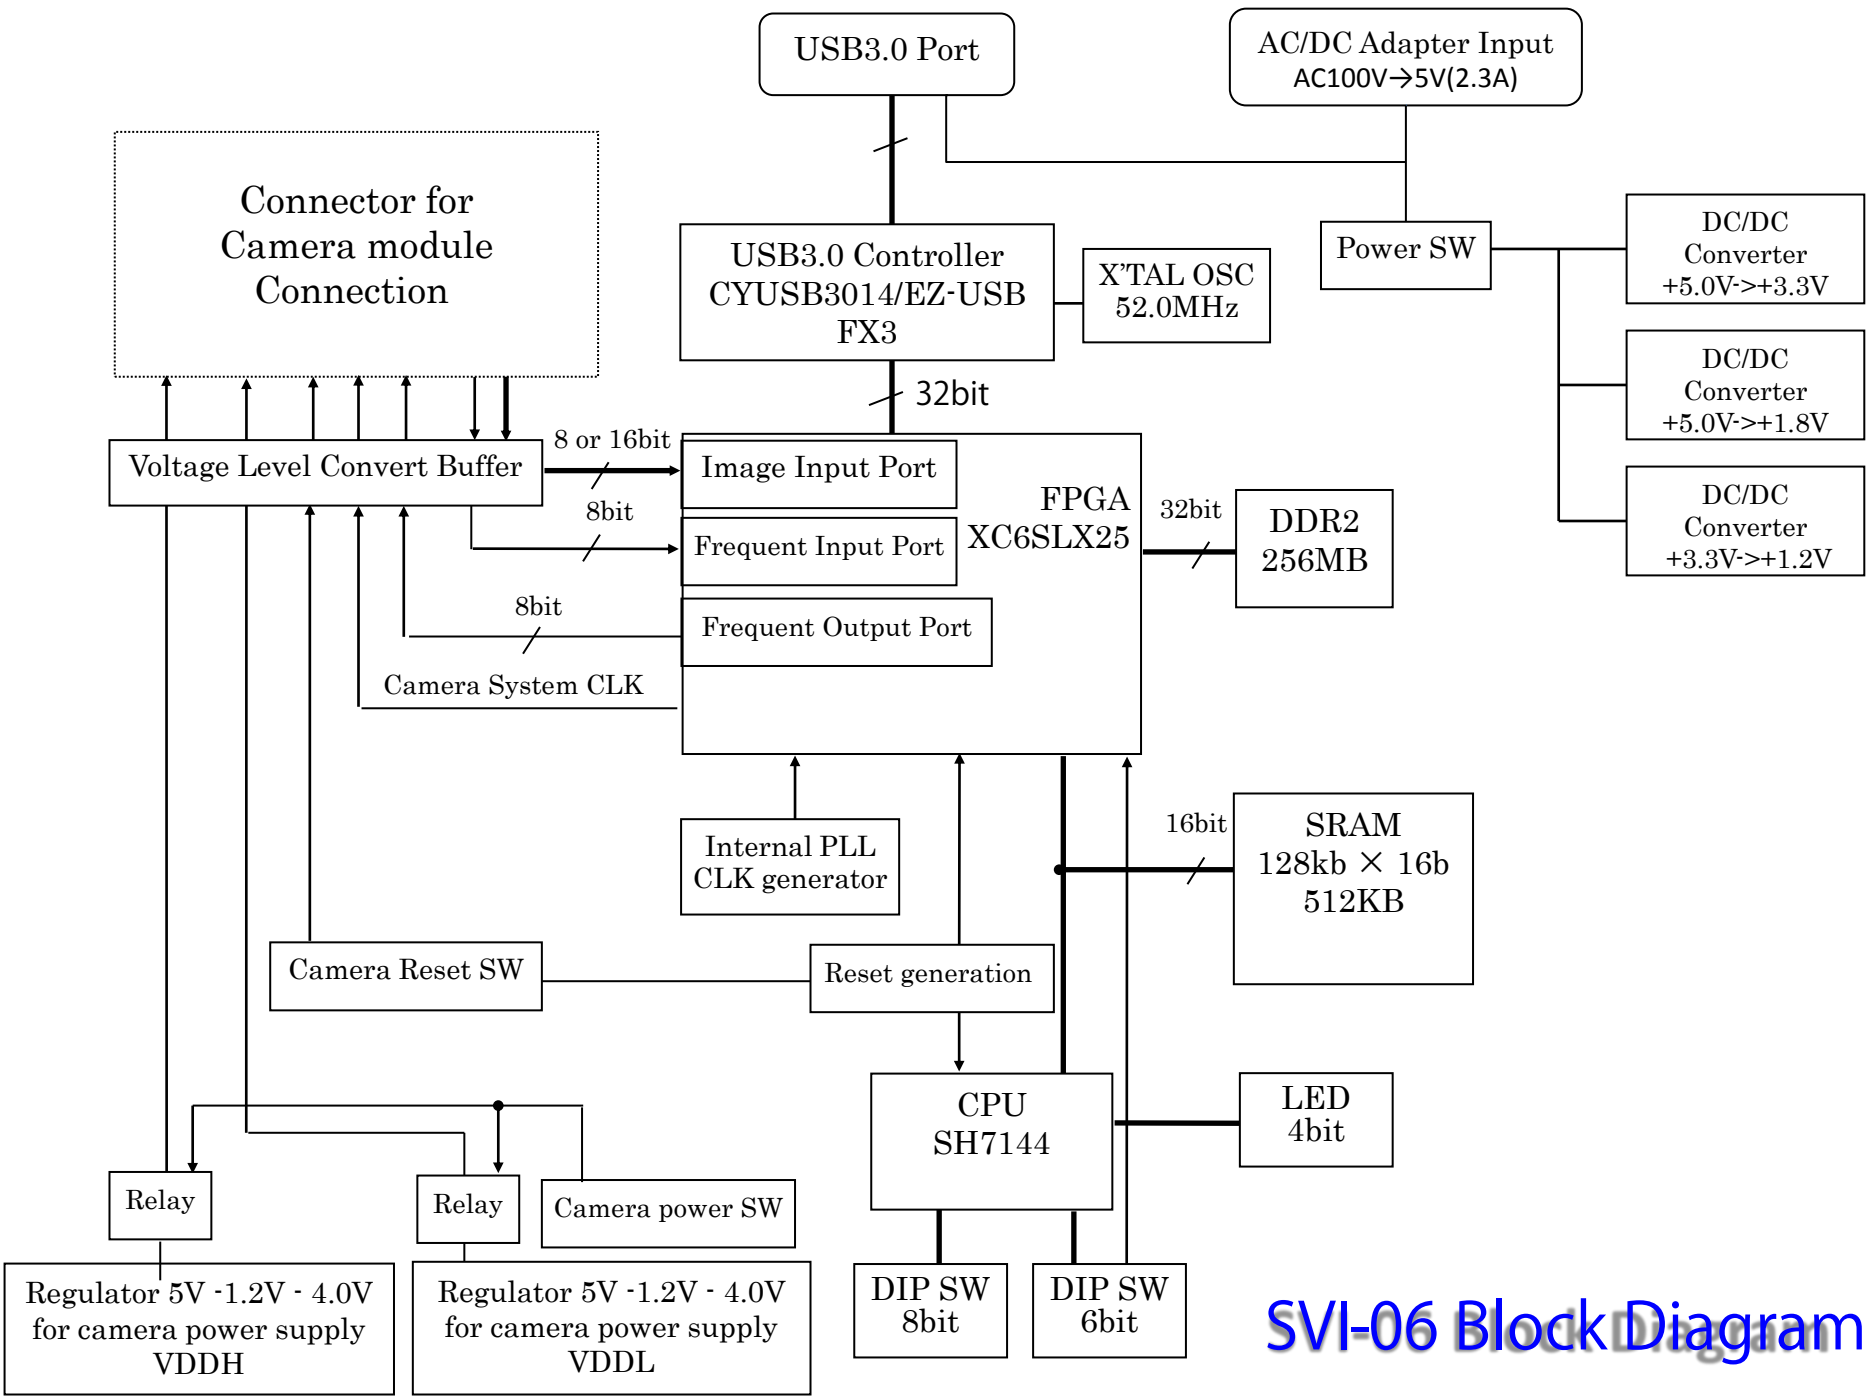 USB3.0 Port
AC/DC Adapter Input
AC100V→5V(2.3A)
Connector for
Camera module
Connection
USB3.0 Controller
CYUSB3014/EZ-USB
FX3
X'TAL OSC
52.0MHz
Power SW
DC/DC
Converter
+5.0V->+3.3V
DC/DC
Converter
+5.0V->+1.8V
DC/DC
Converter
+3.3V->+1.2V
32bit
Voltage Level Convert Buffer
8 or 16bit
Image Input Port
8bit
Frequent Input Port
FPGA
XC6SLX25
32bit
DDR2
256MB
8bit
Frequent Output Port
Camera System CLK
Internal PLL
CLK generator
16bit
SRAM
128kb × 16b
512KB
Camera Reset SW
Reset generation
CPU
SH7144
LED
4bit
Relay
Relay
Camera power SW
Regulator 5V -1.2V - 4.0V
for camera power supply
VDDH
Regulator 5V -1.2V - 4.0V
for camera power supply
VDDL
DIP SW
8bit
DIP SW
6bit
SVI-06 Block Diagram